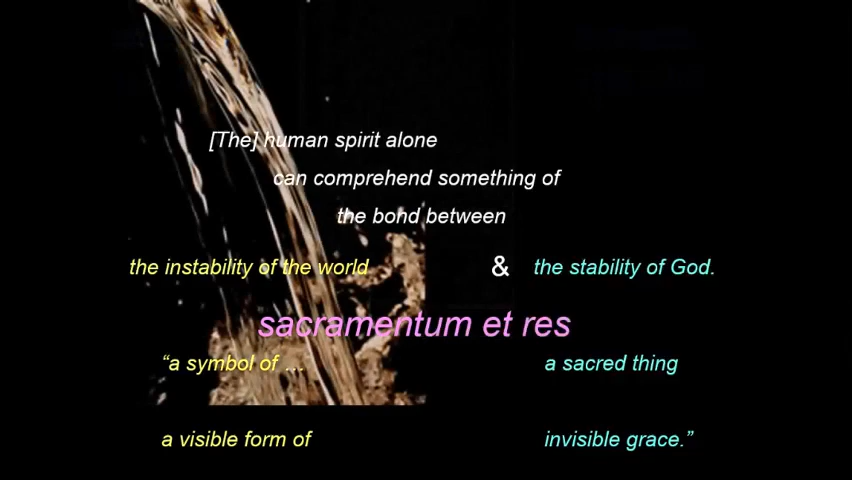 [The] human spirit alone
can comprehend something of
the bond between
the instability of the world & the stability of God.
sacramentum et res
“a symbol of … a sacred thing
a visible form of invisible grace.”